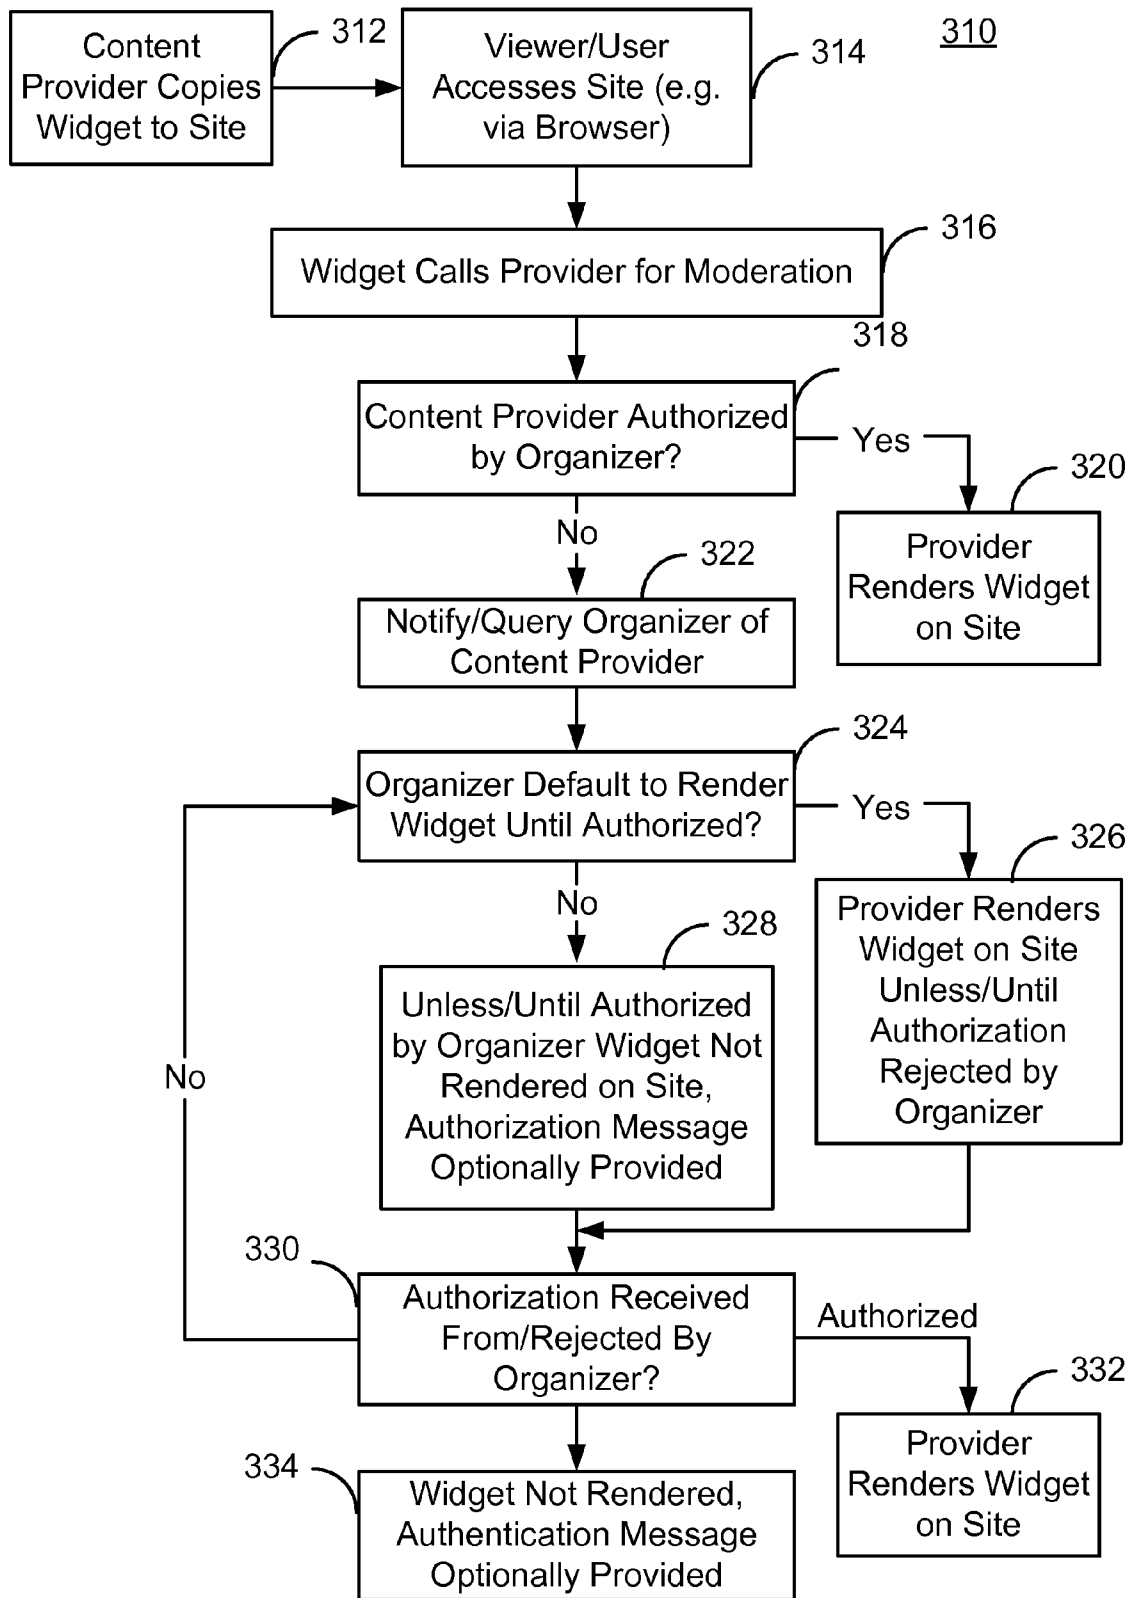 310
312
Content
Provider Copies
Widget to Site
314
Viewer/User
Accesses Site (e.g.
via Browser)
316
Widget Calls Provider for Moderation
318
Content Provider Authorized
by Organizer?
Yes
320
Provider
Renders Widget
on Site
No
322
Notify/Query Organizer of
Content Provider
324
Organizer Default to Render
Widget Until Authorized?
Yes
326
Provider Renders
Widget on Site
Unless/Until
Authorization
Rejected by
Organizer
No
328
Unless/Until Authorized
by Organizer Widget Not
Rendered on Site,
Authorization Message
Optionally Provided
No
330
Authorization Received
From/Rejected By
Organizer?
Authorized
332
Provider
Renders Widget
on Site
334
Widget Not Rendered,
Authentication Message
Optionally Provided